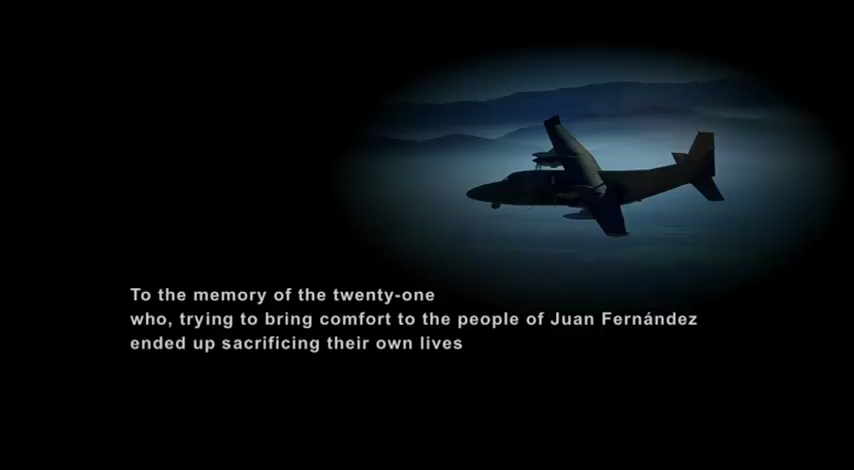 To the memory of the twenty-one
who, trying to bring comfort to the people of Juan Fernández
ended up sacrificing their own lives